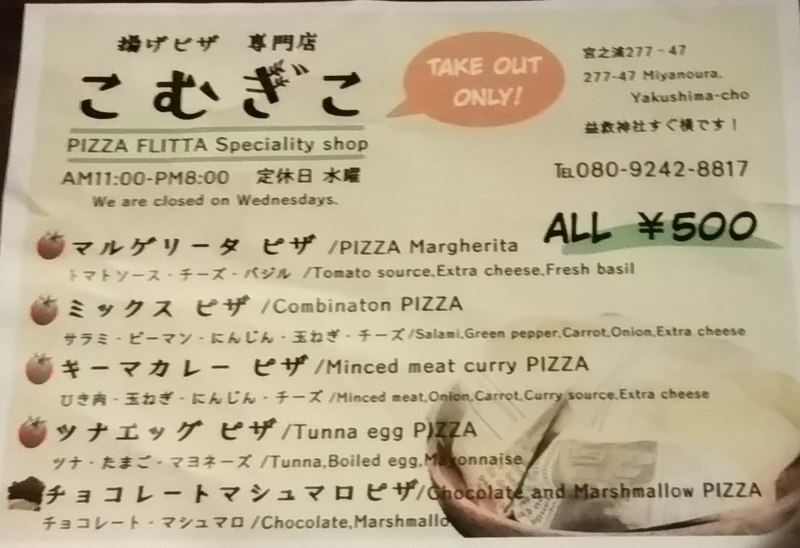 揚げピザ 専門店
こむぎこ
PIZZA FLITTA Speciality shop
AM11:00-PM8:00 定休日 水曜
We are closed on Wednesdays.
TAKE OUT
ONLY!
宮之浦277-47
277-47 Miyanoura,
Yakushima-cho
益救神社すぐ横です！
TEL080-9242-8817
ALL ¥500
マルゲリータ ピザ /PIZZA Margherita
トマトソース・チーズ・バジル /Tomato source,Extra cheese,Fresh basil
ミックス ピザ /Combinaton PIZZA
サラミ・ピーマン・にんじん・玉ねぎ・チーズ/Salami,Green pepper,Carrot,Onion,Extra cheese
キーマカレー ピザ /Minced meat curry PIZZA
ひき肉・玉ねぎ・にんじん・チーズ /Minced meat,Onion,Carrot,Curry source,Extra cheese
ツナエッグ ピザ /Tunna egg PIZZA
ツナ・たまご・マヨネーズ /Tunna,Boiled egg,Mayonnaise
チョコレートマシュマロピザ/Chocolate and Marshmallow PIZZA
チョコレート・マシュマロ /Chocolate,Marshmallo